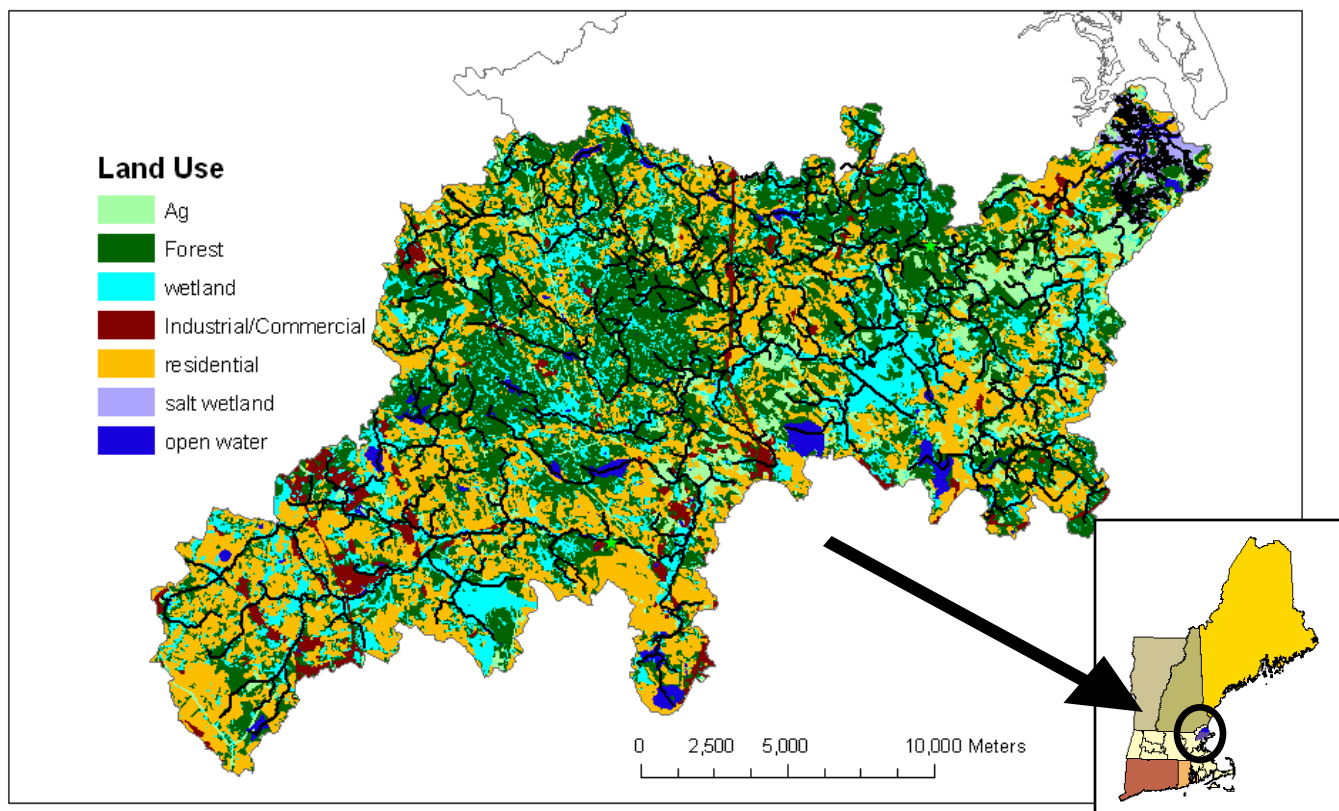 Land Use
Ag
Forest
wetland
Industrial/Commercial
residential
salt wetland
open water
0 2,500 5,000 10,000 Meters